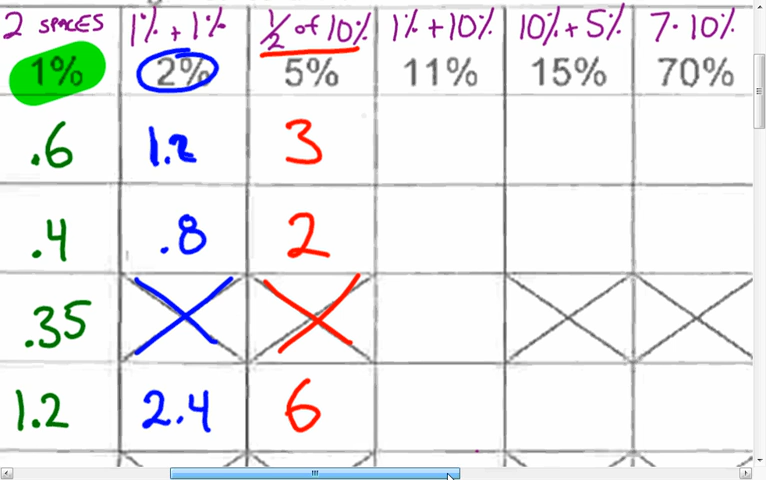 2 SPACES 1% + 1% 1/2 of 10% 1% + 10% 10% + 5% 7 · 10%
1% 2% 5% 11% 15% 70%
.6 1.2 3
.4 .8 2
.35
1.2 2.4 6